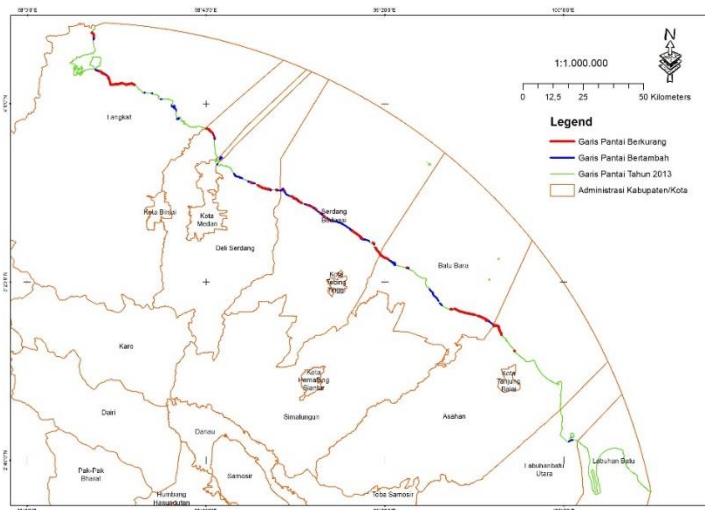 N
1:1.000.000
0 12,5 25 50 Kilometers
Legend
Garis Pantai Berkurang
Garis Pantai Bertambah
Garis Pantai Tahun 2013
Administrasi Kabupaten/Kota
Langkat
Kota Binjai
Kota
Medan
Deli Serdang
Serdang
Bedagai
Kota
Tebing
Tinggi
Batu Bara
Karo
Kota
Pematang
Siantar
Simalungun
Kota
Tanjung
Balai
Asahan
Dairi
Danau
Pak-Pak
Bharat
Samosir
Labuhanbatu
Utara
Labuhan Batu
Humbang
Hasundutan
Toba Samosir